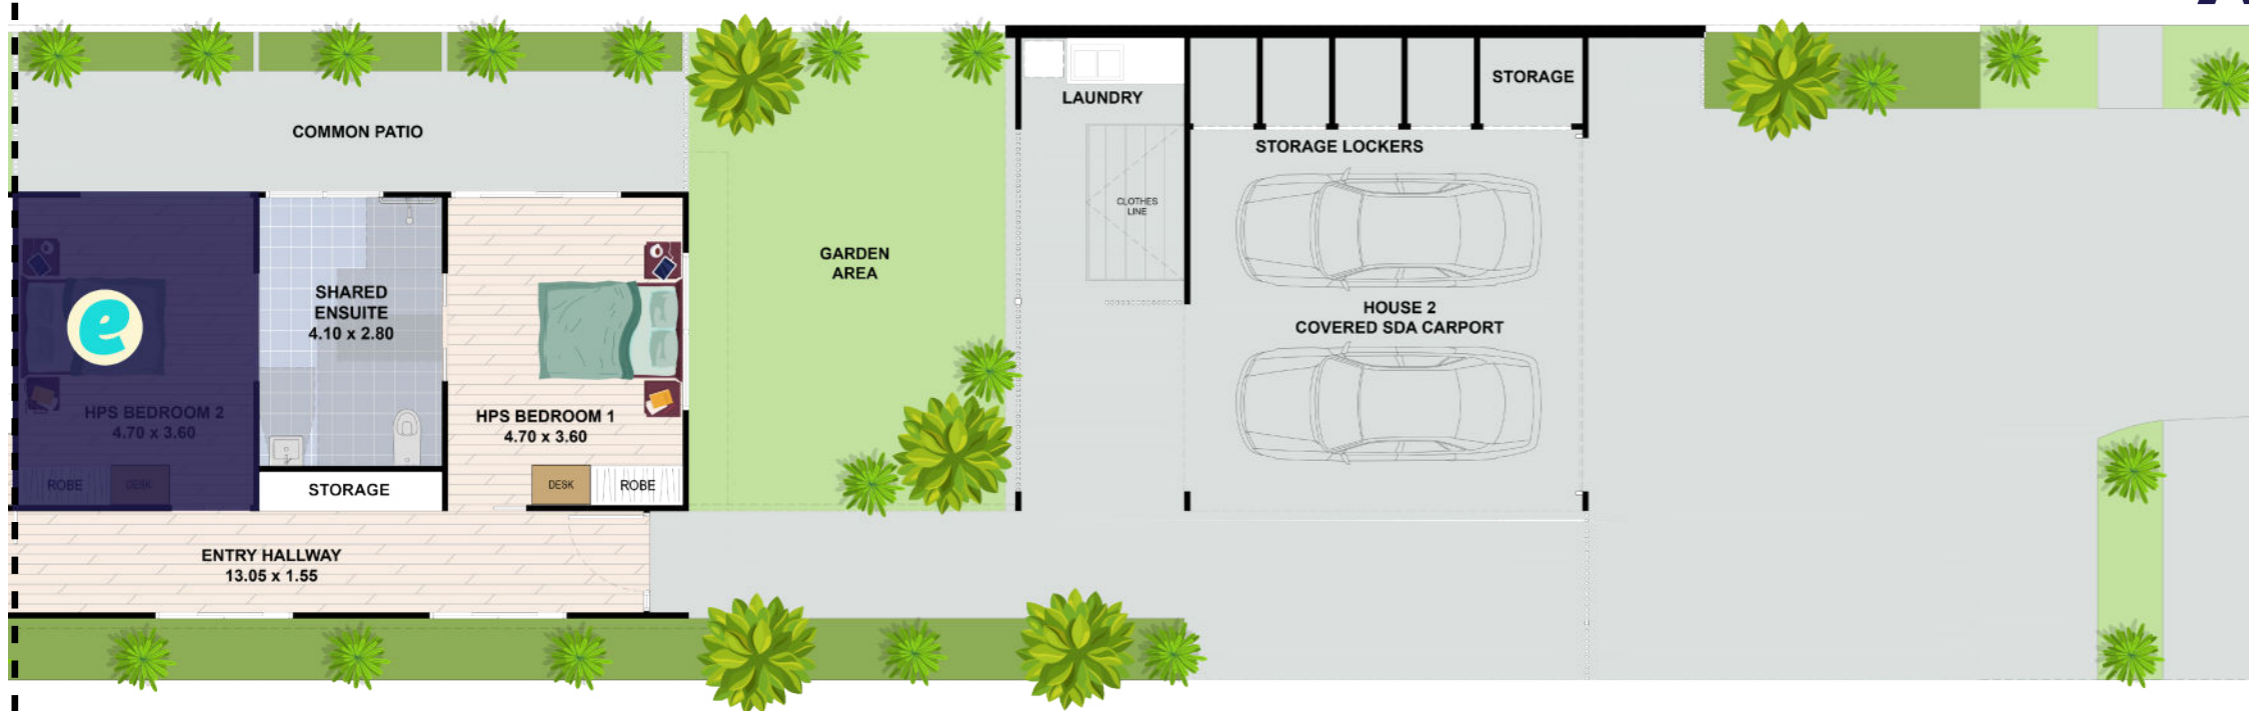 STORAGE
LAUNDRY
COMMON PATIO
STORAGE LOCKERS
CLOTHES
LINE
GARDEN
AREA
SHARED
ENSUITE
4.10 x 2.80
HOUSE 2
COVERED SDA CARPORT
e
HPS BEDROOM 2
4.70 x 3.60
HPS BEDROOM 1
4.70 x 3.60
ROBE
DESK
STORAGE
DESK
ROBE
ENTRY HALLWAY
13.05 x 1.55